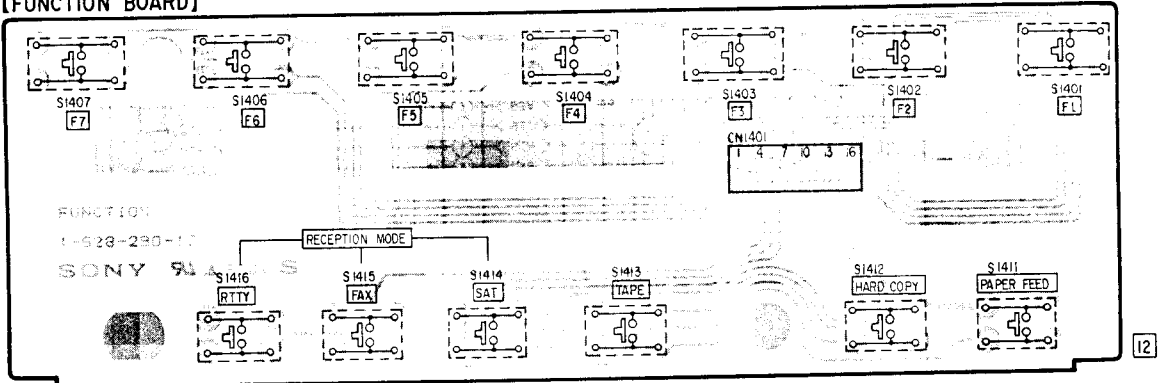 [FUNCTION BOARD]
S1407 S1406 S1405 S1404 S1403 S1402 S1401
F7 F6 F5 F4 F3 F2 F1
CN1401
1 4 7 10 13 16
FUNCTION
RECEPTION MODE
SONY
S1416 S1415 S1414 S1413 S1412 S1411
RTTY FAX SAT TAPE HARD COPY PAPER FEED
12